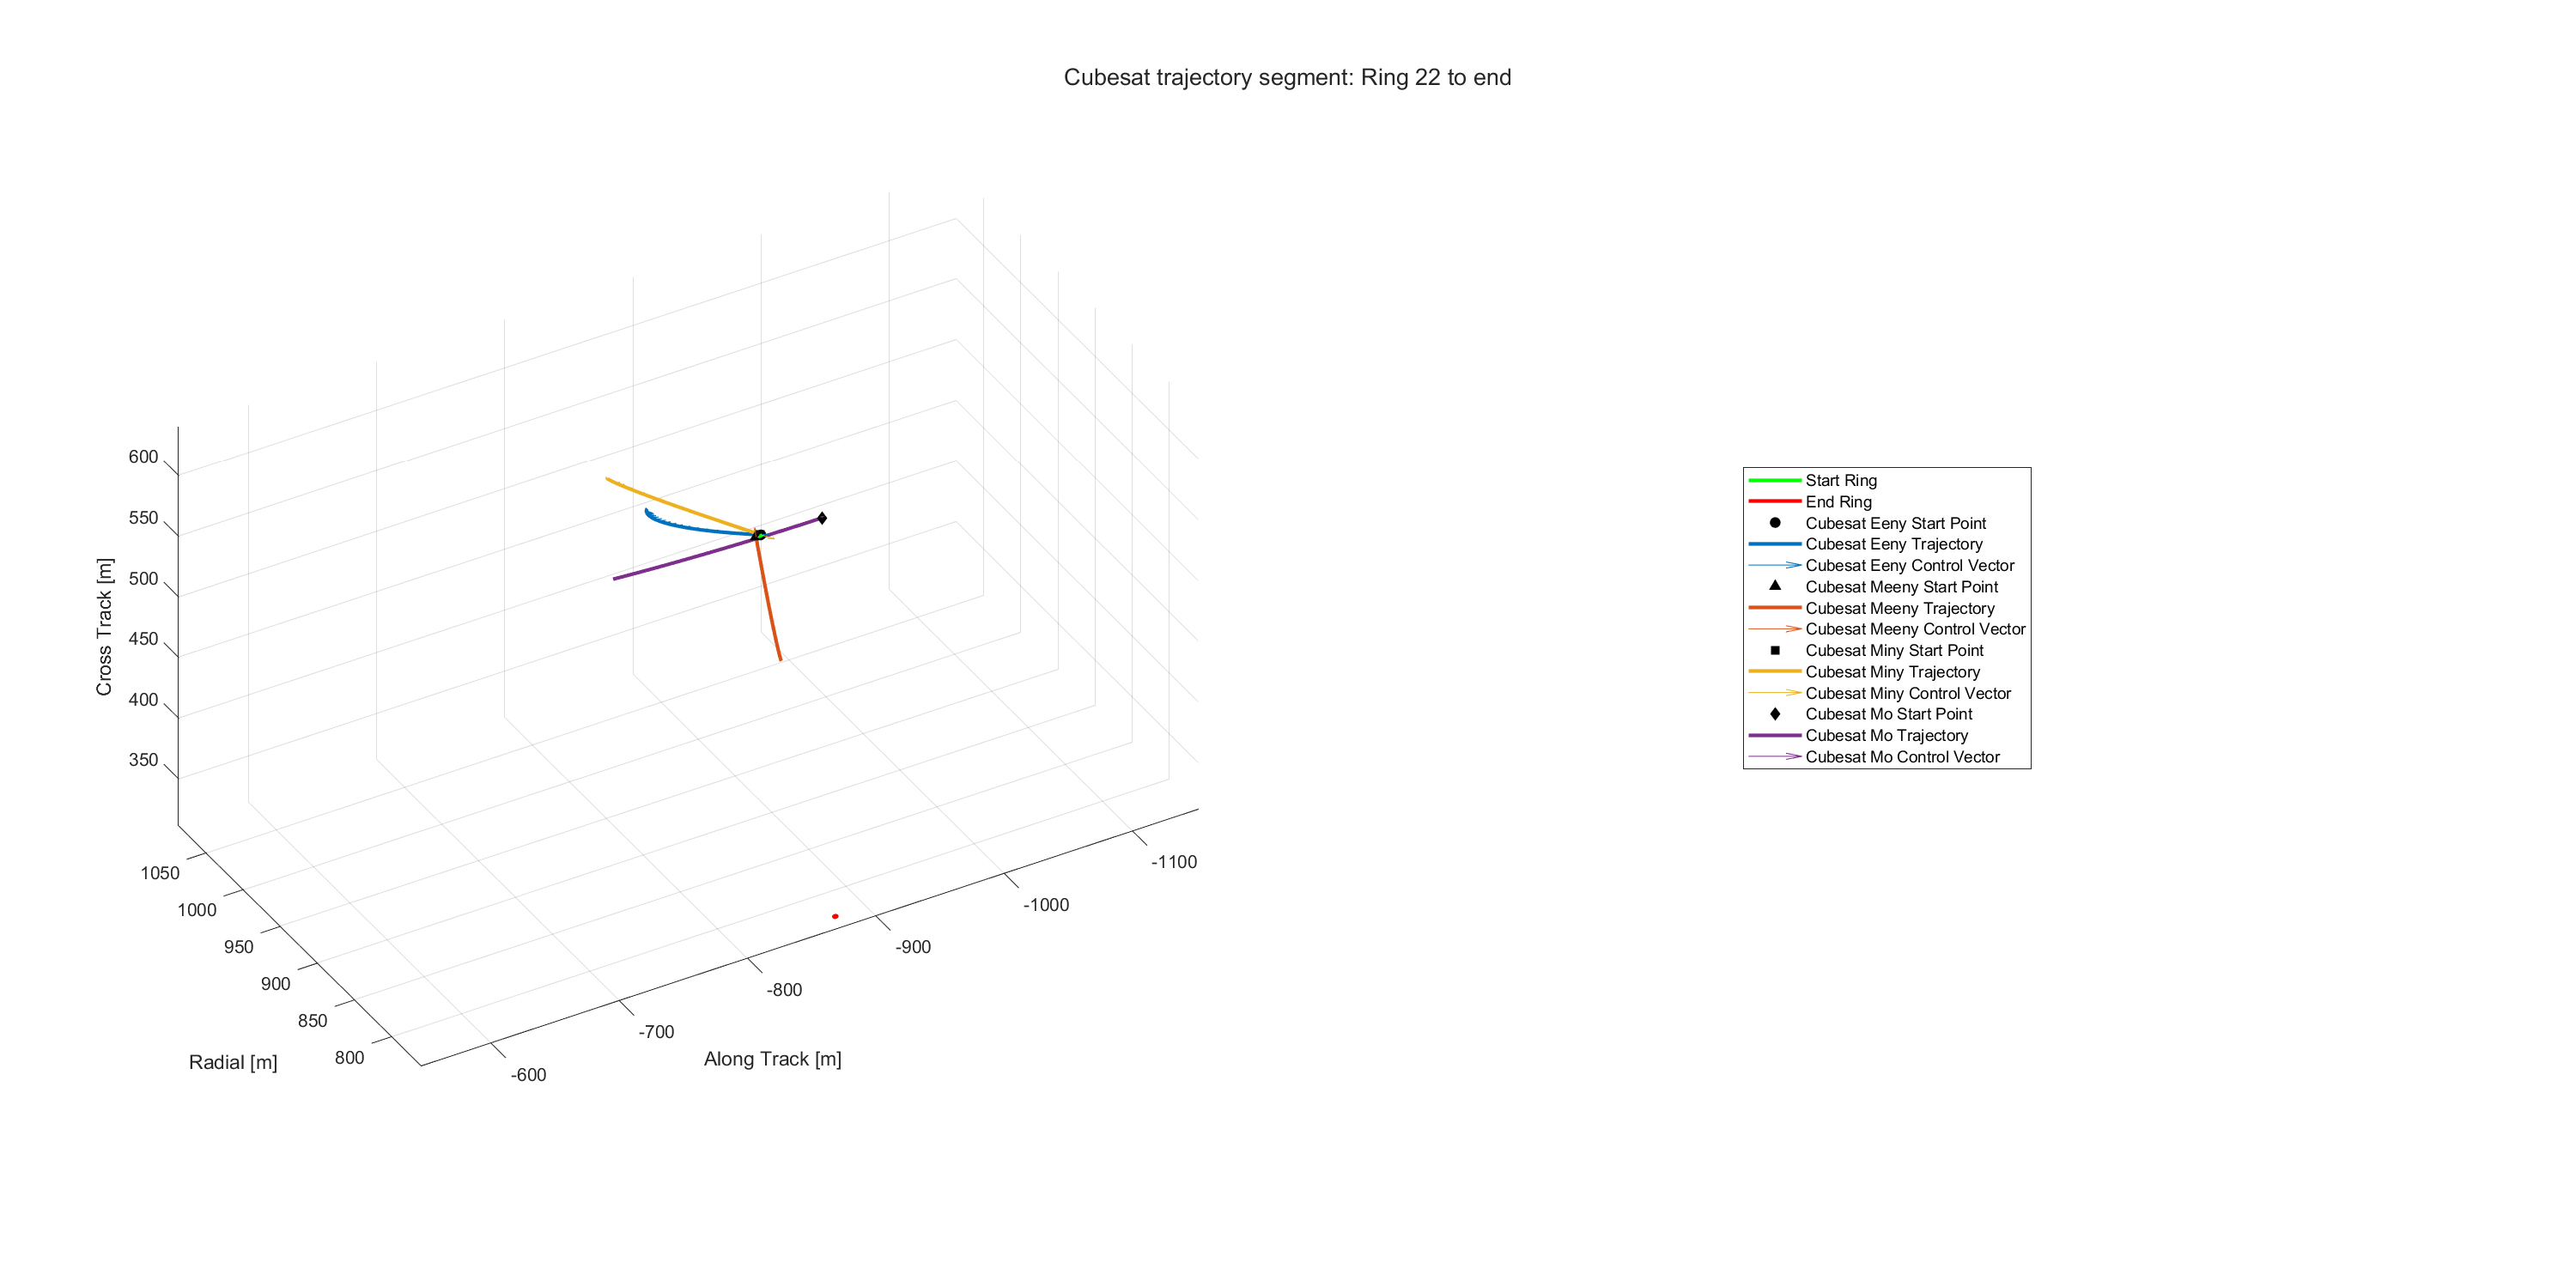 Cubesat trajectory segment: Ring 22 to end
600
550
500
450
400
350
Cross Track [m]
1050
1000
950
900
850
800
Radial [m]
-600
-700
-800
-900
-1000
-1100
Along Track [m]
Start Ring
End Ring
Cubesat Eeny Start Point
Cubesat Eeny Trajectory
Cubesat Eeny Control Vector
Cubesat Meeny Start Point
Cubesat Meeny Trajectory
Cubesat Meeny Control Vector
Cubesat Miny Start Point
Cubesat Miny Trajectory
Cubesat Miny Control Vector
Cubesat Mo Start Point
Cubesat Mo Trajectory
Cubesat Mo Control Vector